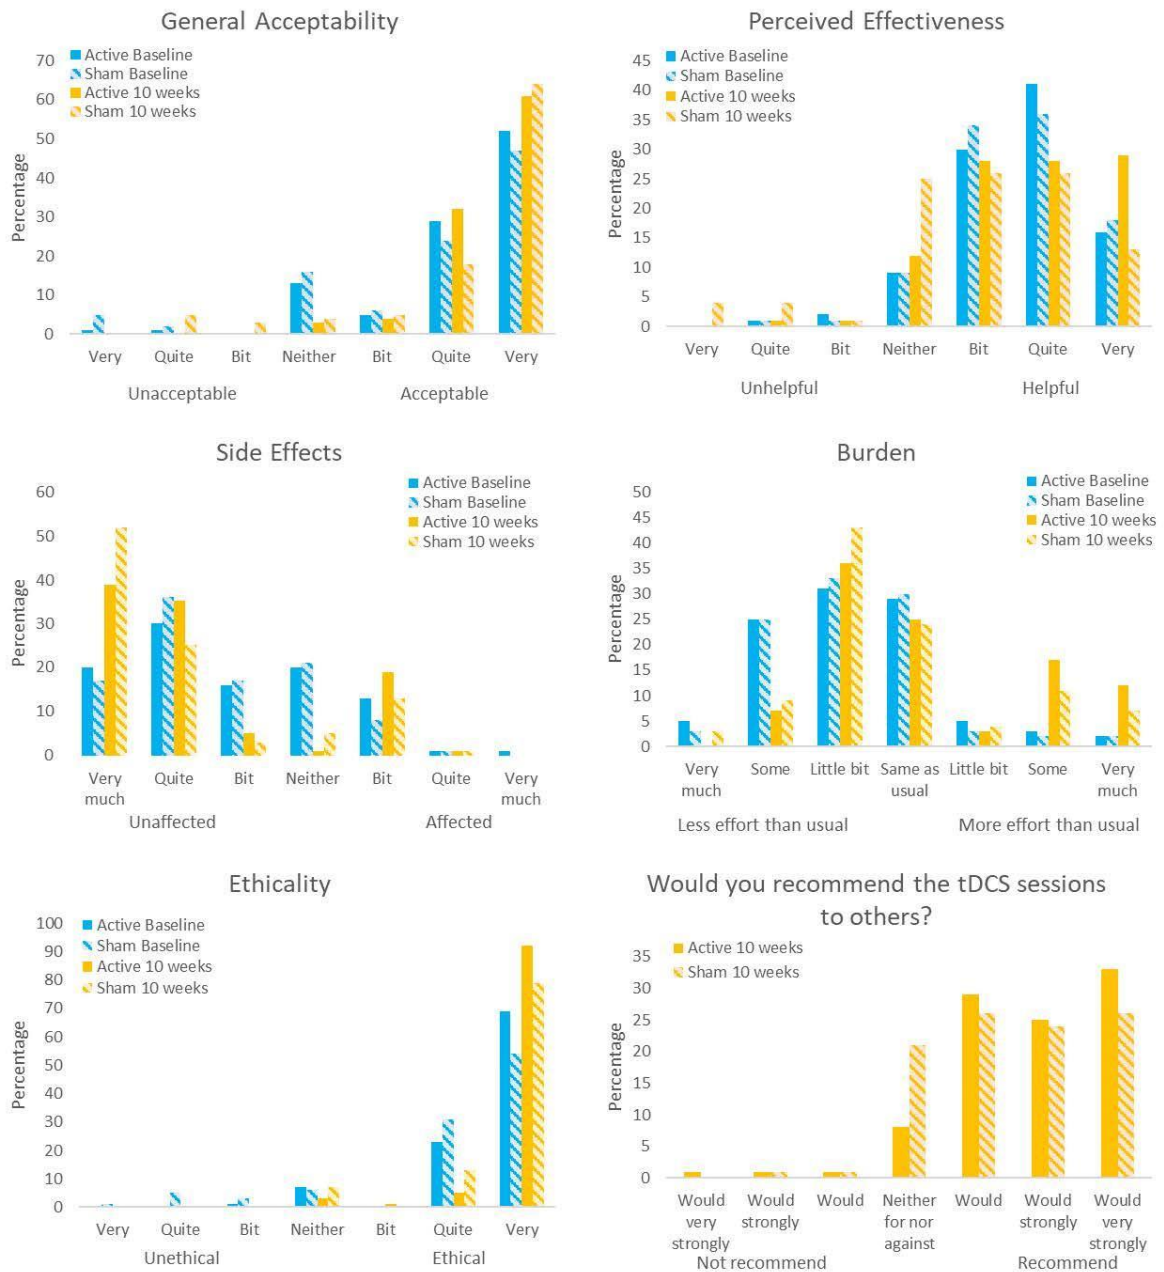 General Acceptability
Active Baseline
Sham Baseline
Active 10 weeks
Sham 10 weeks
Percentage
70
60
50
40
30
20
10
0
Very Quite Bit Neither Bit Quite Very
Unacceptable Acceptable
Perceived Effectiveness
Active Baseline
Sham Baseline
Active 10 weeks
Sham 10 weeks
Percentage
45
40
35
30
25
20
15
10
5
0
Very Quite Bit Neither Bit Quite Very
Unhelpful Helpful
Side Effects
Active Baseline
Sham Baseline
Active 10 weeks
Sham 10 weeks
Percentage
60
50
40
30
20
10
0
Very Quite Bit Neither Bit Quite Very
much much
Unaffected Affected
Burden
Active Baseline
Sham Baseline
Active 10 weeks
Sham 10 weeks
Percentage
50
45
40
35
30
25
20
15
10
5
0
Very Some Little bit Same as Little bit Some Very
much usual much
Less effort than usual More effort than usual
Ethicality
Active Baseline
Sham Baseline
Active 10 weeks
Sham 10 weeks
Percentage
100
90
80
70
60
50
40
30
20
10
0
Very Quite Bit Neither Bit Quite Very
Unethical Ethical
Would you recommend the tDCS sessions
to others?
Active 10 weeks
Sham 10 weeks
Percentage
35
30
25
20
15
10
5
0
Would Would Would Neither Would Would Would
very strongly for nor strongly very
strongly against strongly
Not recommend Recommend